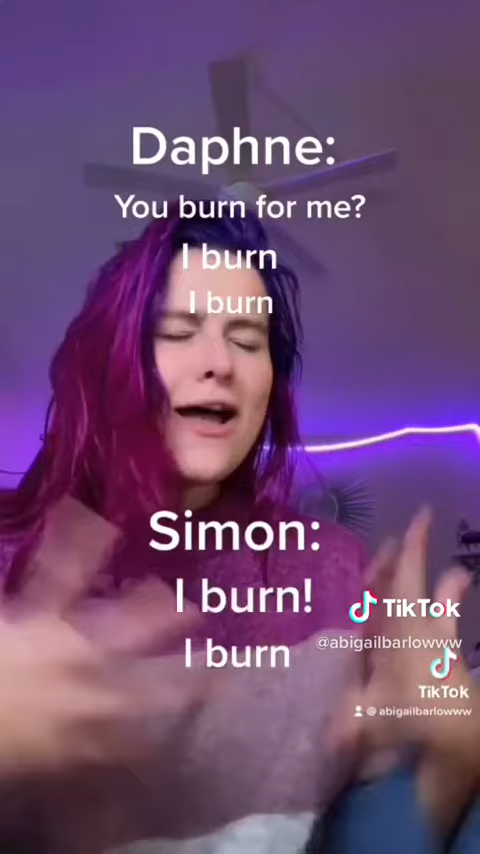 Daphne:
You burn for me?
I burn
I burn
Simon:
I burn!
I burn
TikTok
@abigailbarlowww
TikTok
@ abigailbarlowww